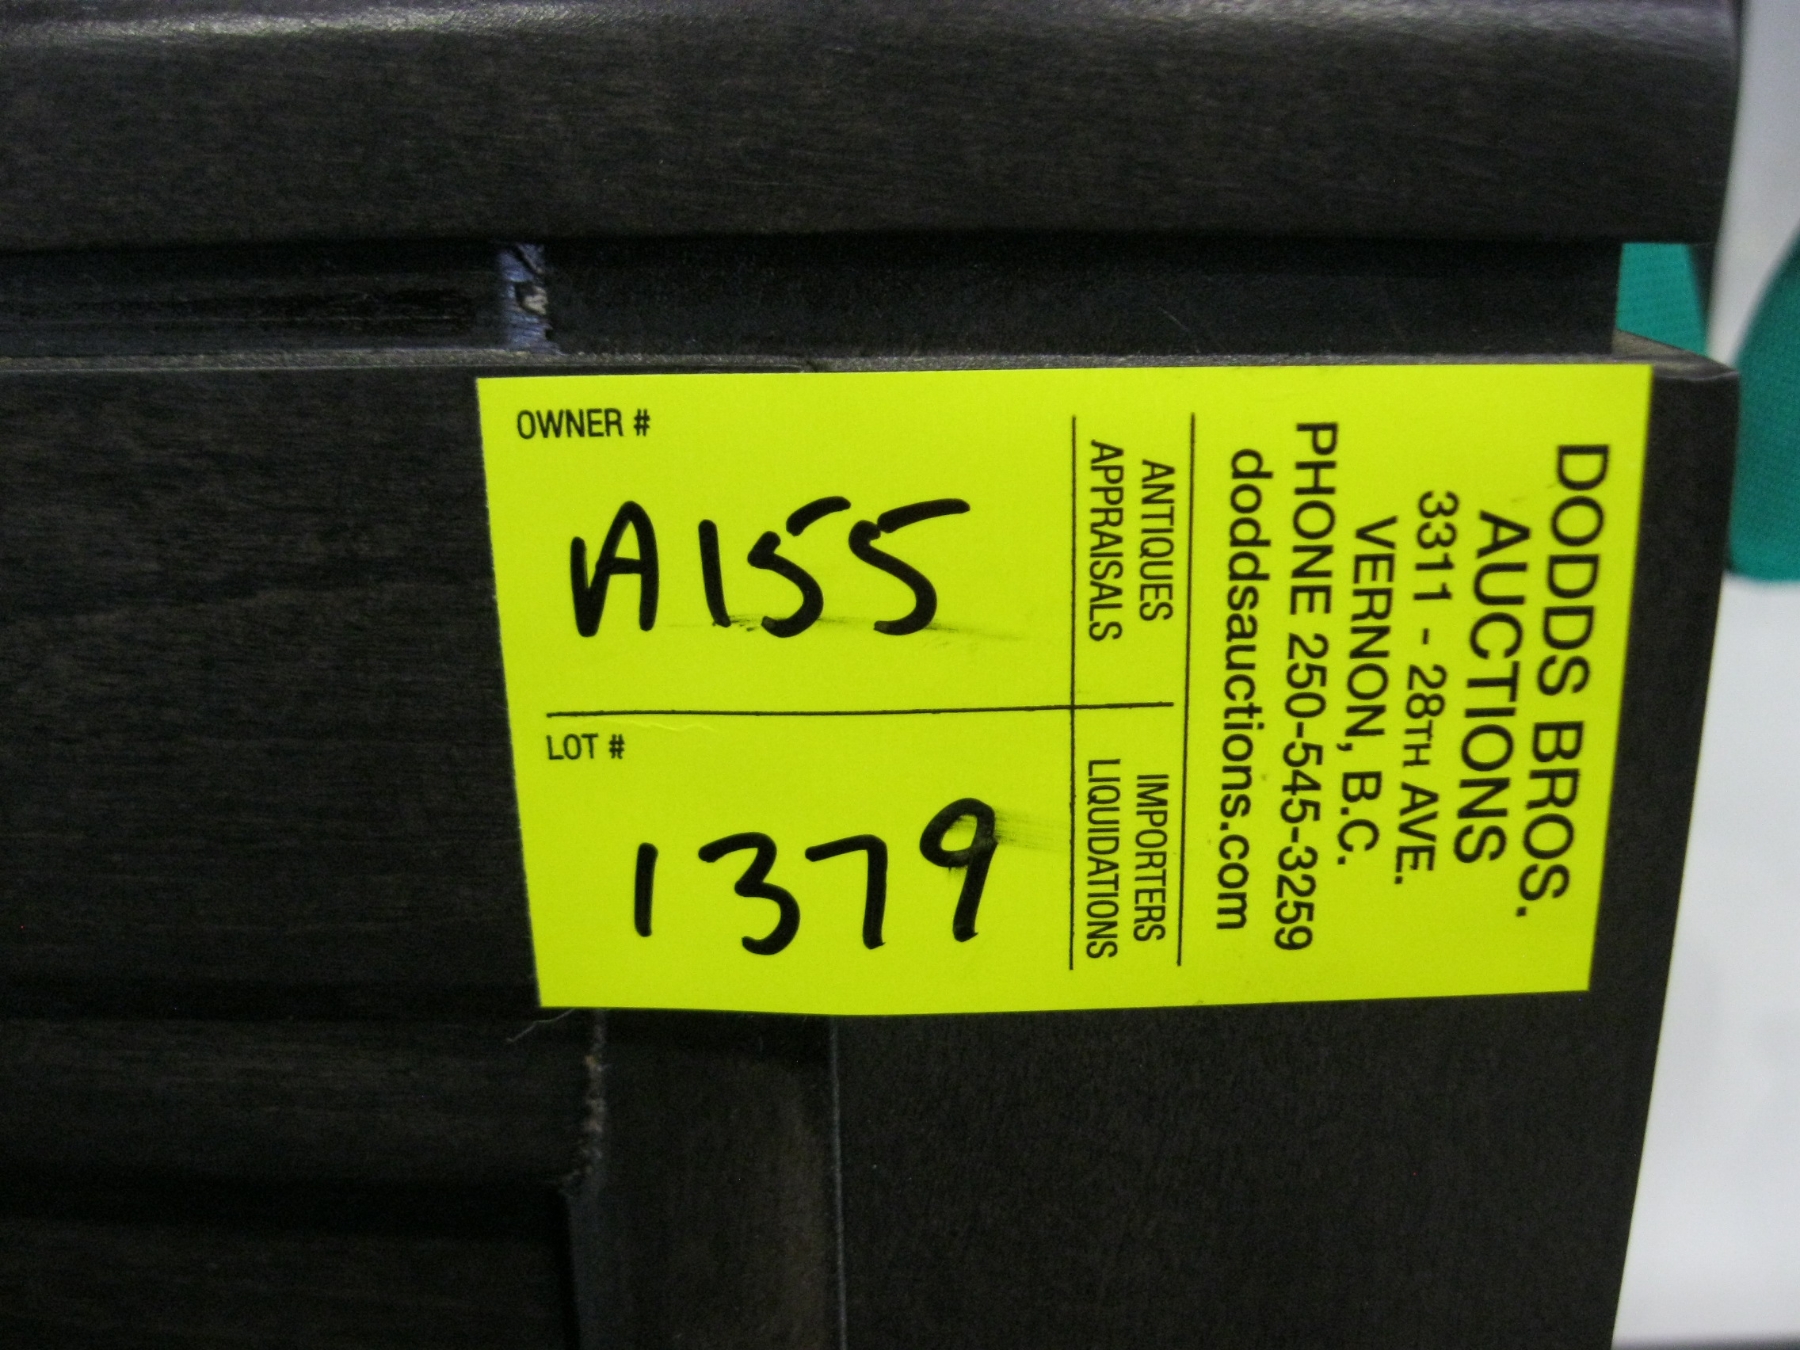 OWNER #
A155
LOT #
1379
ANTIQUES
APPRAISALS
IMPORTERS
LIQUIDATIONS
DODDS BROS.
AUCTIONS
3311 - 28TH AVE.
VERNON, B.C.
PHONE 250-545-3259
doddsauctions.com